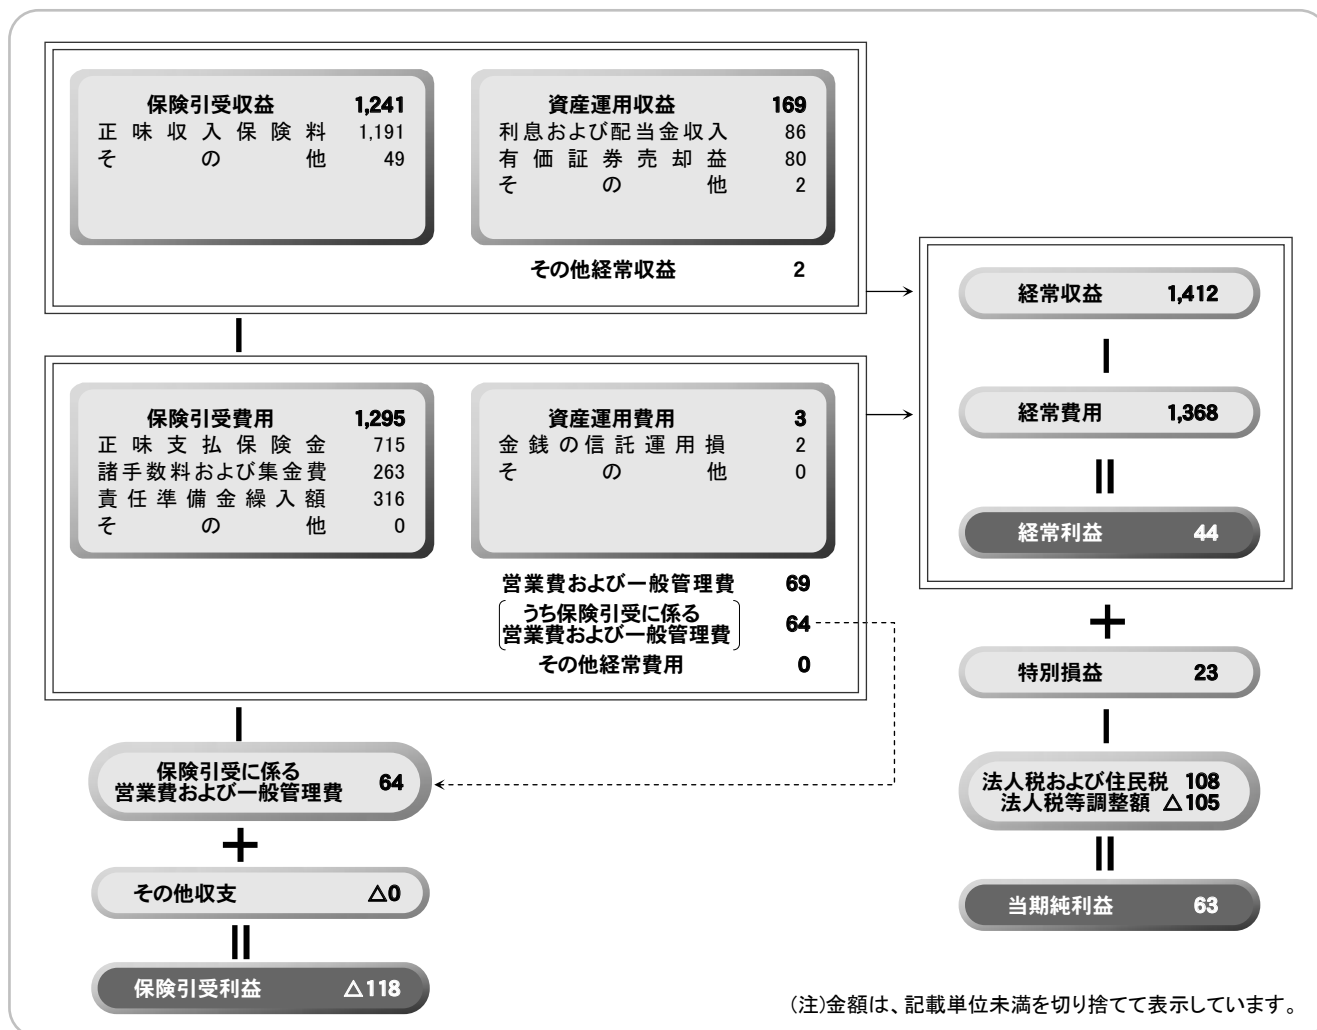 保険引受収益 1,241
正味収入保険料 1,191
その他 49
資産運用収益 169
利息および配当金収入 86
有価証券売却益 80
その他 2
その他経常収益 2
−
保険引受費用 1,295
正味支払保険金 715
諸手数料および集金費 263
責任準備金繰入額 316
その他 0
資産運用費用 3
金銭の信託運用損 2
その他 0
営業費および一般管理費 69
うち保険引受に係る
営業費および一般管理費 64
その他経常費用 0
−
保険引受に係る
営業費および一般管理費 64
+
その他収支 △0
=
保険引受利益 △118
経常収益 1,412
−
経常費用 1,368
=
経常利益 44
+
特別損益 23
−
法人税および住民税 108
法人税等調整額 △105
=
当期純利益 63
(注)金額は、記載単位未満を切り捨てて表示しています。